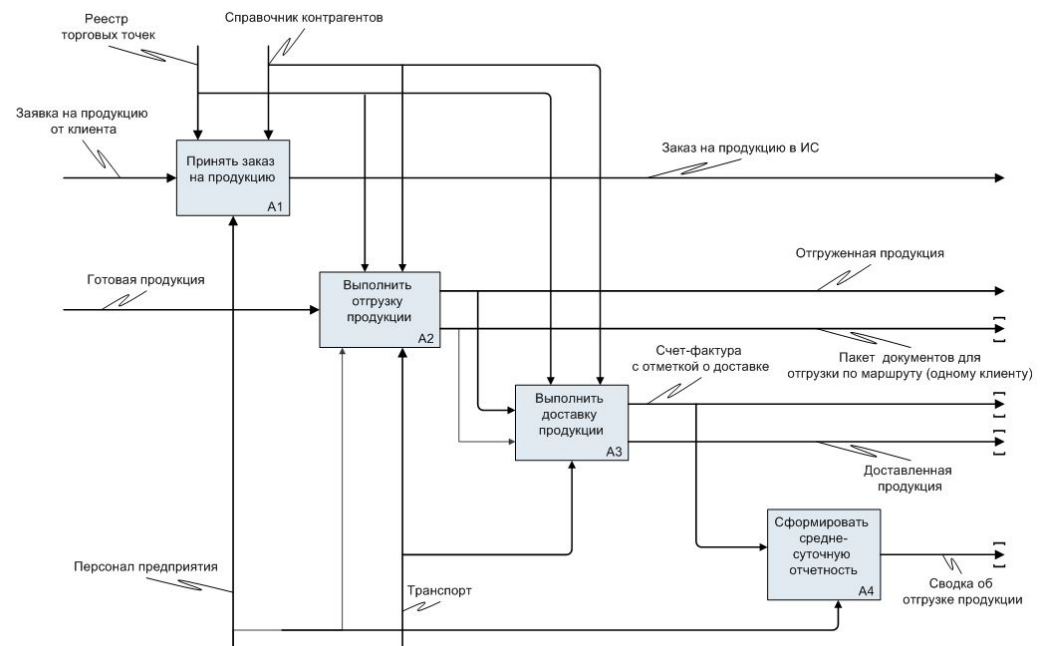 Реестр
торговых точек
Справочник контрагентов
Заявка на продукцию
от клиента
Принять заказ
на продукцию
A1
Заказ на продукцию в ИС
Готовая продукция
Выполнить
отгрузку
продукции
A2
Отгруженная продукция
Пакет документов для
отгрузки по маршруту (одному клиенту)
Счет-фактура
с отметкой о доставке
Выполнить
доставку
продукции
A3
Доставленная
продукция
Сформировать
средне-
суточную
отчетность
A4
Сводка об
отгрузке продукции
Персонал предприятия
Транспорт